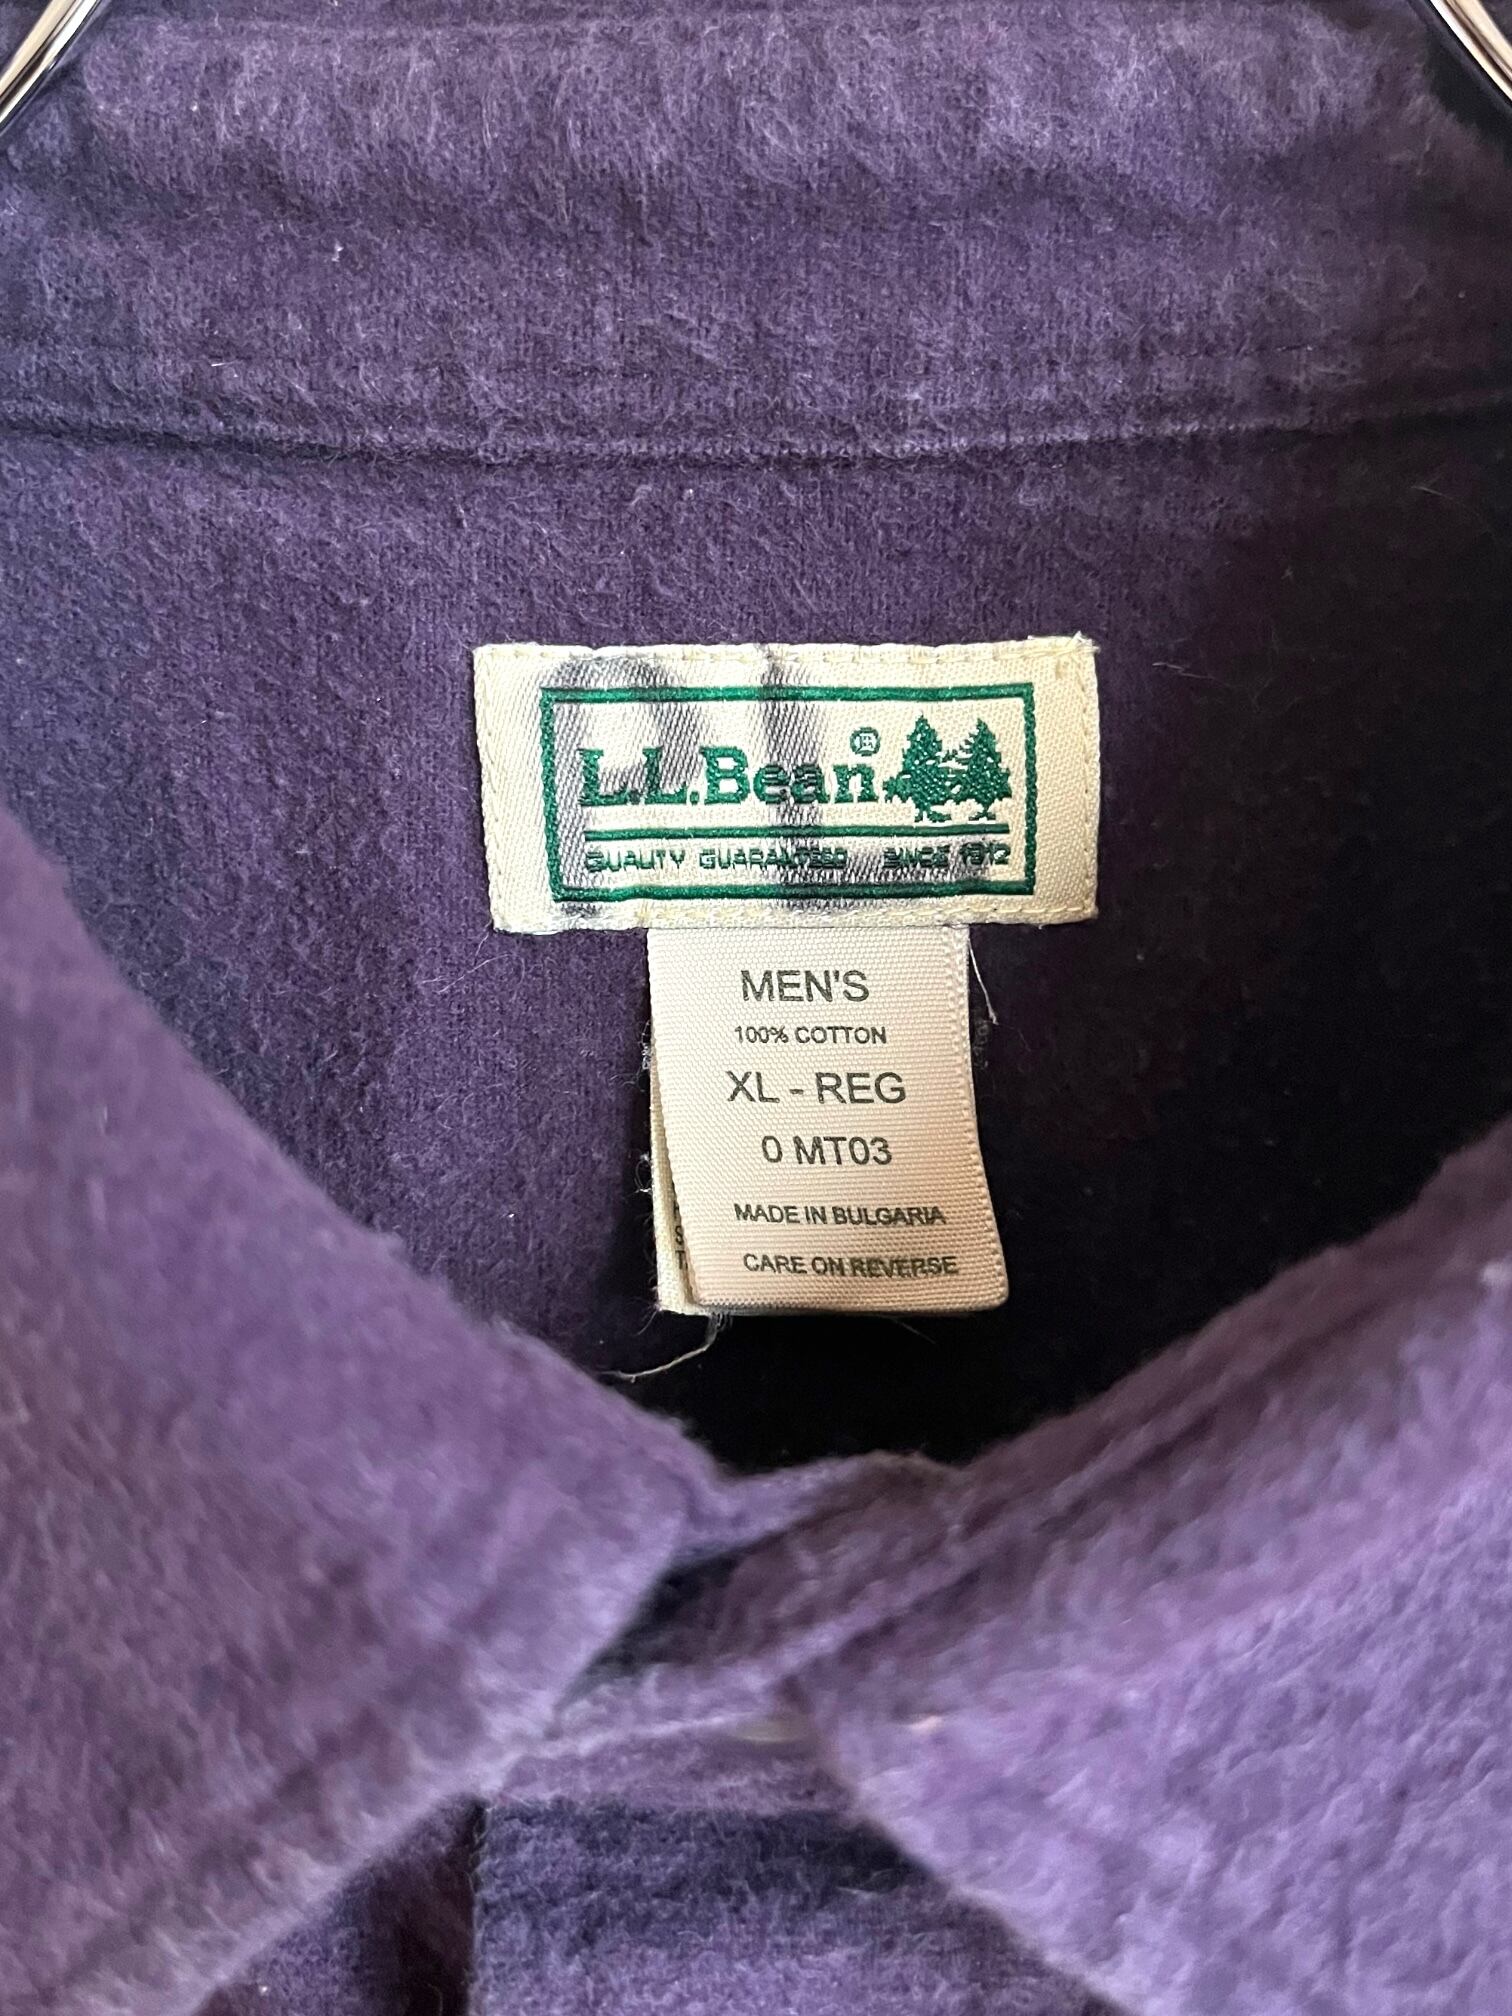 L.L.Bean®
QUALITY GUARANTEED SINCE 1912
MEN'S
100% COTTON
XL - REG
0 MT03
MADE IN BULGARIA
CARE ON REVERSE